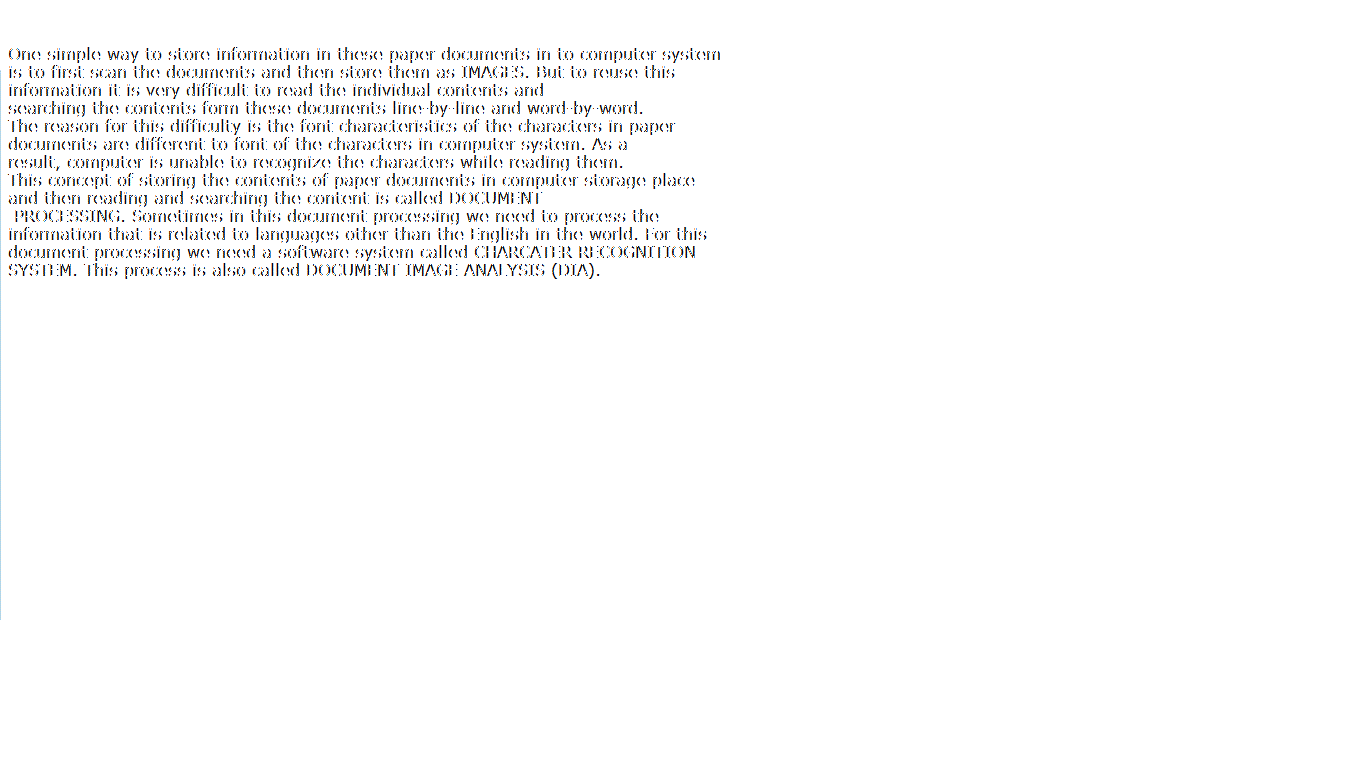 One simple way to store information in these paper documents in to computer system
is to first scan the documents and then store them as IMAGES. But to reuse this
information it is very difficult to read the individual contents and
searching the contents form these documents line-by-line and word-by-word.
The reason for this difficulty is the font characteristics of the characters in paper
documents are different to font of the characters in computer system. As a
result, computer is unable to recognize the characters while reading them.
This concept of storing the contents of paper documents in computer storage place
and then reading and searching the content is called DOCUMENT
PROCESSING. Sometimes in this document processing we need to process the
information that is related to languages other than the English in the world. For this
document processing we need a software system called CHARCATER RECOGNITION
SYSTEM. This process is also called DOCUMENT IMAGE ANALYSIS (DIA).